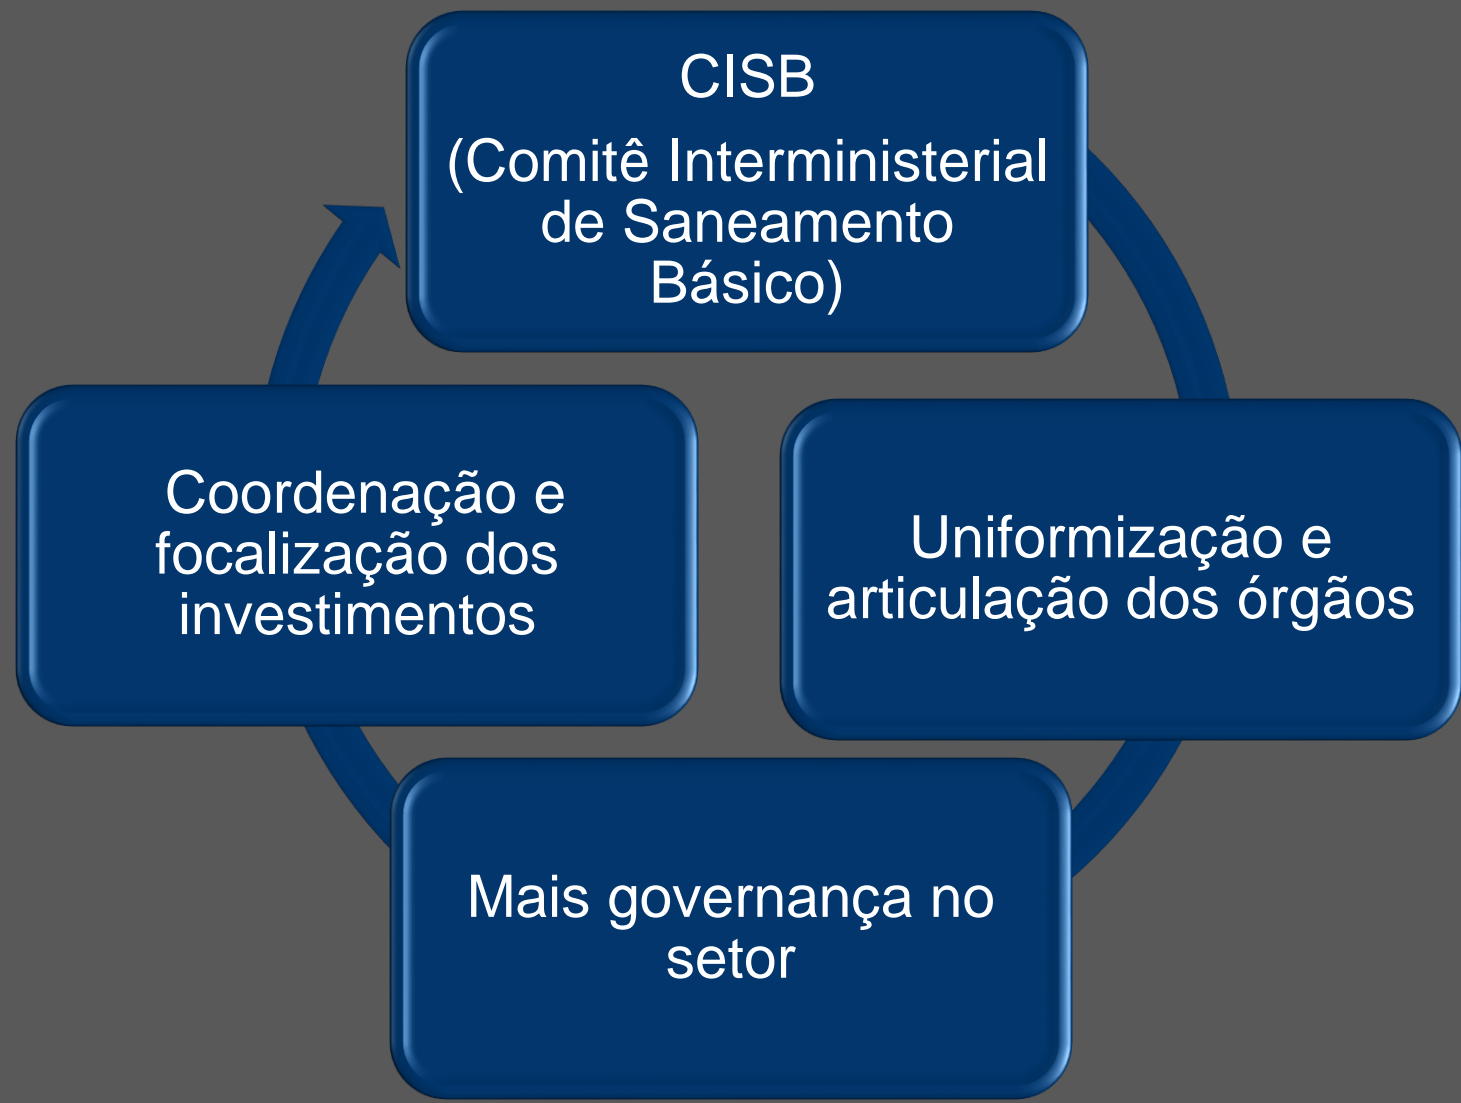 CISB
(Comitê Interministerial
de Saneamento
Básico)
Coordenação e
focalização dos
investimentos
Uniformização e
articulação dos órgãos
Mais governança no
setor